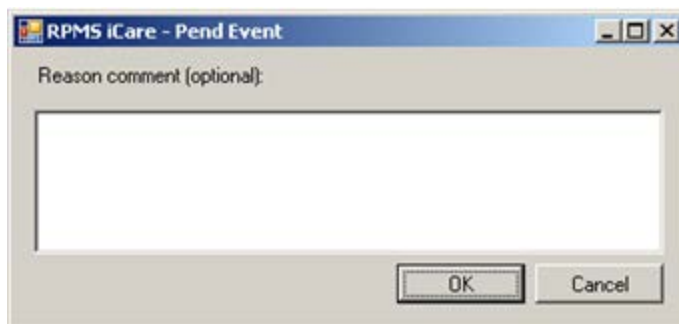 RPMS iCare - Pend Event
Reason comment (optional):
OK Cancel